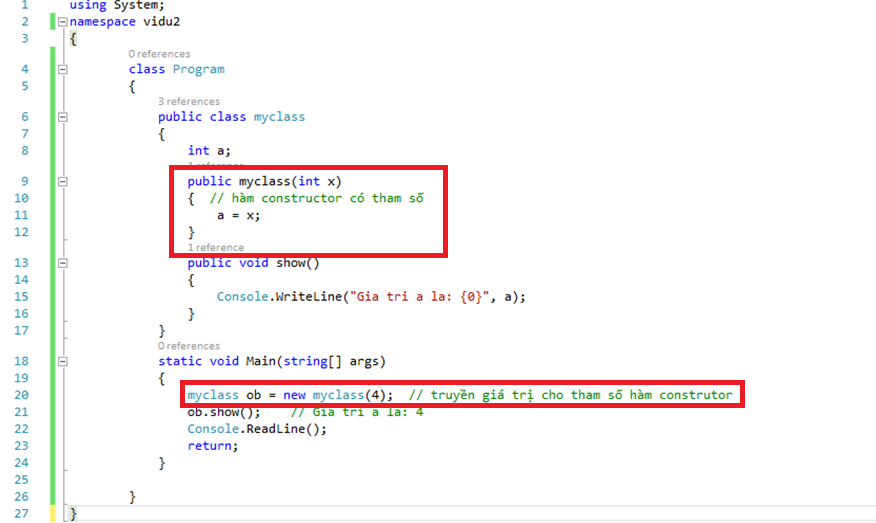 1 using System;
2 namespace vidu2
3 {
0 references
4 class Program
5 {
3 references
6 public class myclass
7 {
8 int a;
1 reference
9 public myclass(int x)
10 { // hàm constructor có tham số
11 a = x;
12 }
1 reference
13 public void show()
14 {
15 Console.WriteLine("Gia tri a la: {0}", a);
16 }
17 }
0 references
18 static void Main(string[] args)
19 {
20 myclass ob = new myclass(4); // truyền giá trị cho tham số hàm construtor
21 ob.show(); // Gia tri a la: 4
22 Console.ReadLine();
23 return;
24 }
25
26 }
27 }